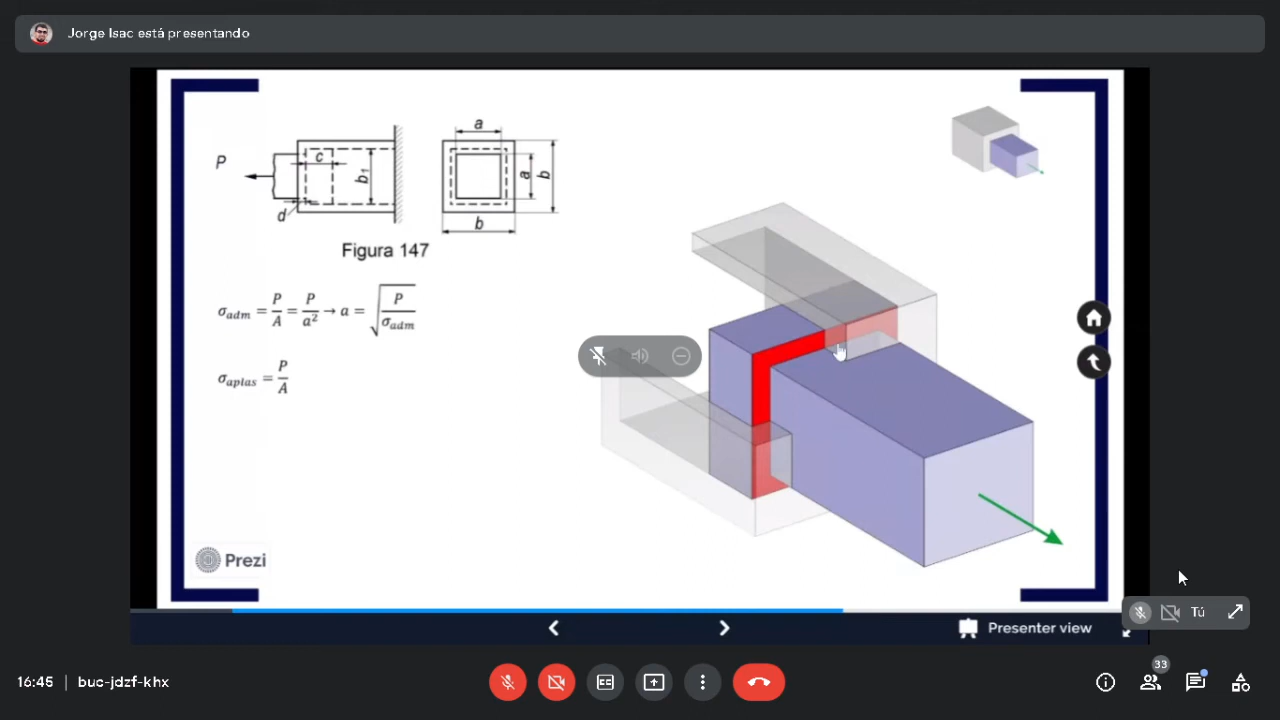 Jorge Isac está presentando
a
P
c
b₁
a
b
d
b
Figura 147
σadm = P/A = P/a² → a = √(P/σadm)
σaplas = P/A
Prezi
Tú
Presenter view
33
16:45 | buc-jdzf-khx
CC